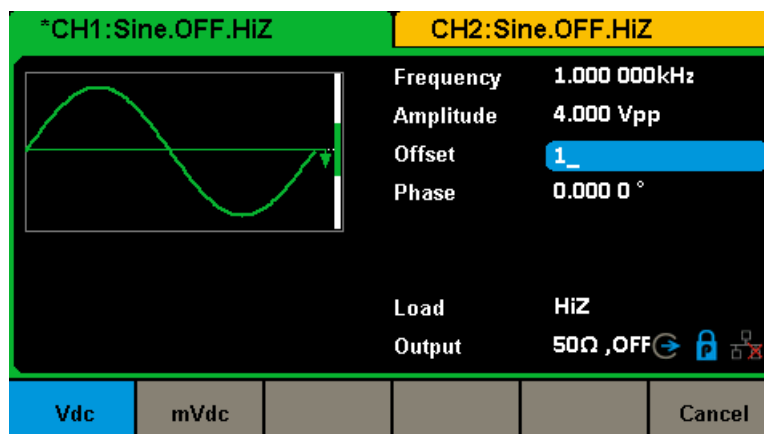 *CH1:Sine.OFF.HiZ
CH2:Sine.OFF.HiZ
Frequency 1.000 000kHz
Amplitude 4.000 Vpp
Offset 1_
Phase 0.000 0 °
Load HiZ
Output 50Ω ,OFF
P
Vdc mVdc Cancel